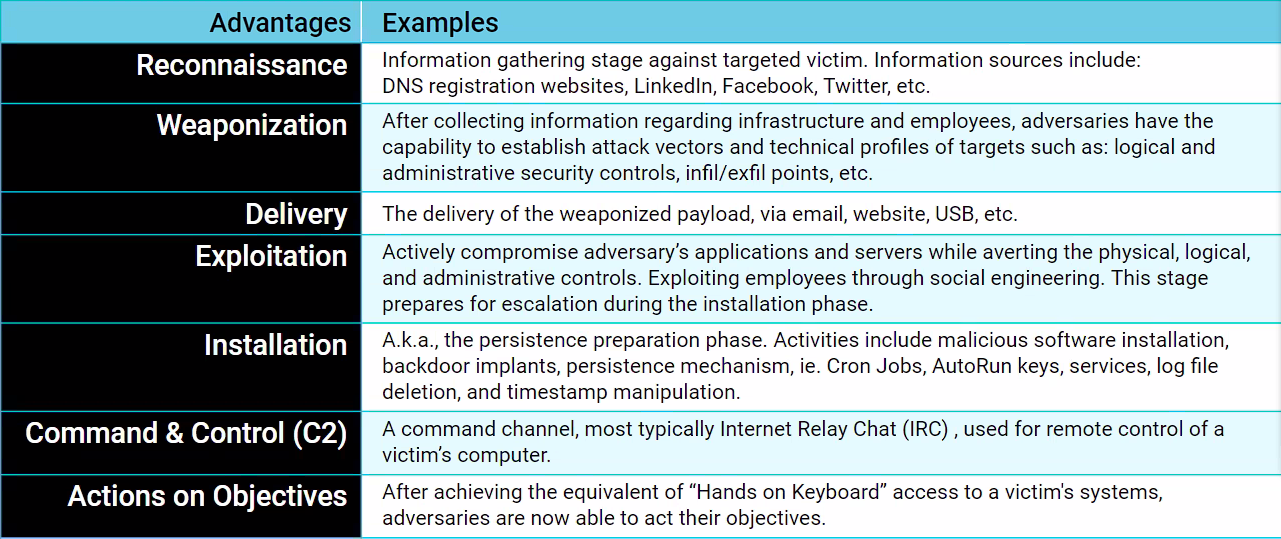 Advantages Examples
Reconnaissance
Information gathering stage against targeted victim. Information sources include:
DNS registration websites, LinkedIn, Facebook, Twitter, etc.
Weaponization
After collecting information regarding infrastructure and employees, adversaries have the
capability to establish attack vectors and technical profiles of targets such as: logical and
administrative security controls, infil/exfil points, etc.
Delivery
The delivery of the weaponized payload, via email, website, USB, etc.
Exploitation
Actively compromise adversary’s applications and servers while averting the physical, logical,
and administrative controls. Exploiting employees through social engineering. This stage
prepares for escalation during the installation phase.
Installation
A.k.a., the persistence preparation phase. Activities include malicious software installation,
backdoor implants, persistence mechanism, ie. Cron Jobs, AutoRun keys, services, log file
deletion, and timestamp manipulation.
Command & Control (C2)
A command channel, most typically Internet Relay Chat (IRC) , used for remote control of a
victim’s computer.
Actions on Objectives
After achieving the equivalent of “Hands on Keyboard” access to a victim's systems,
adversaries are now able to act their objectives.